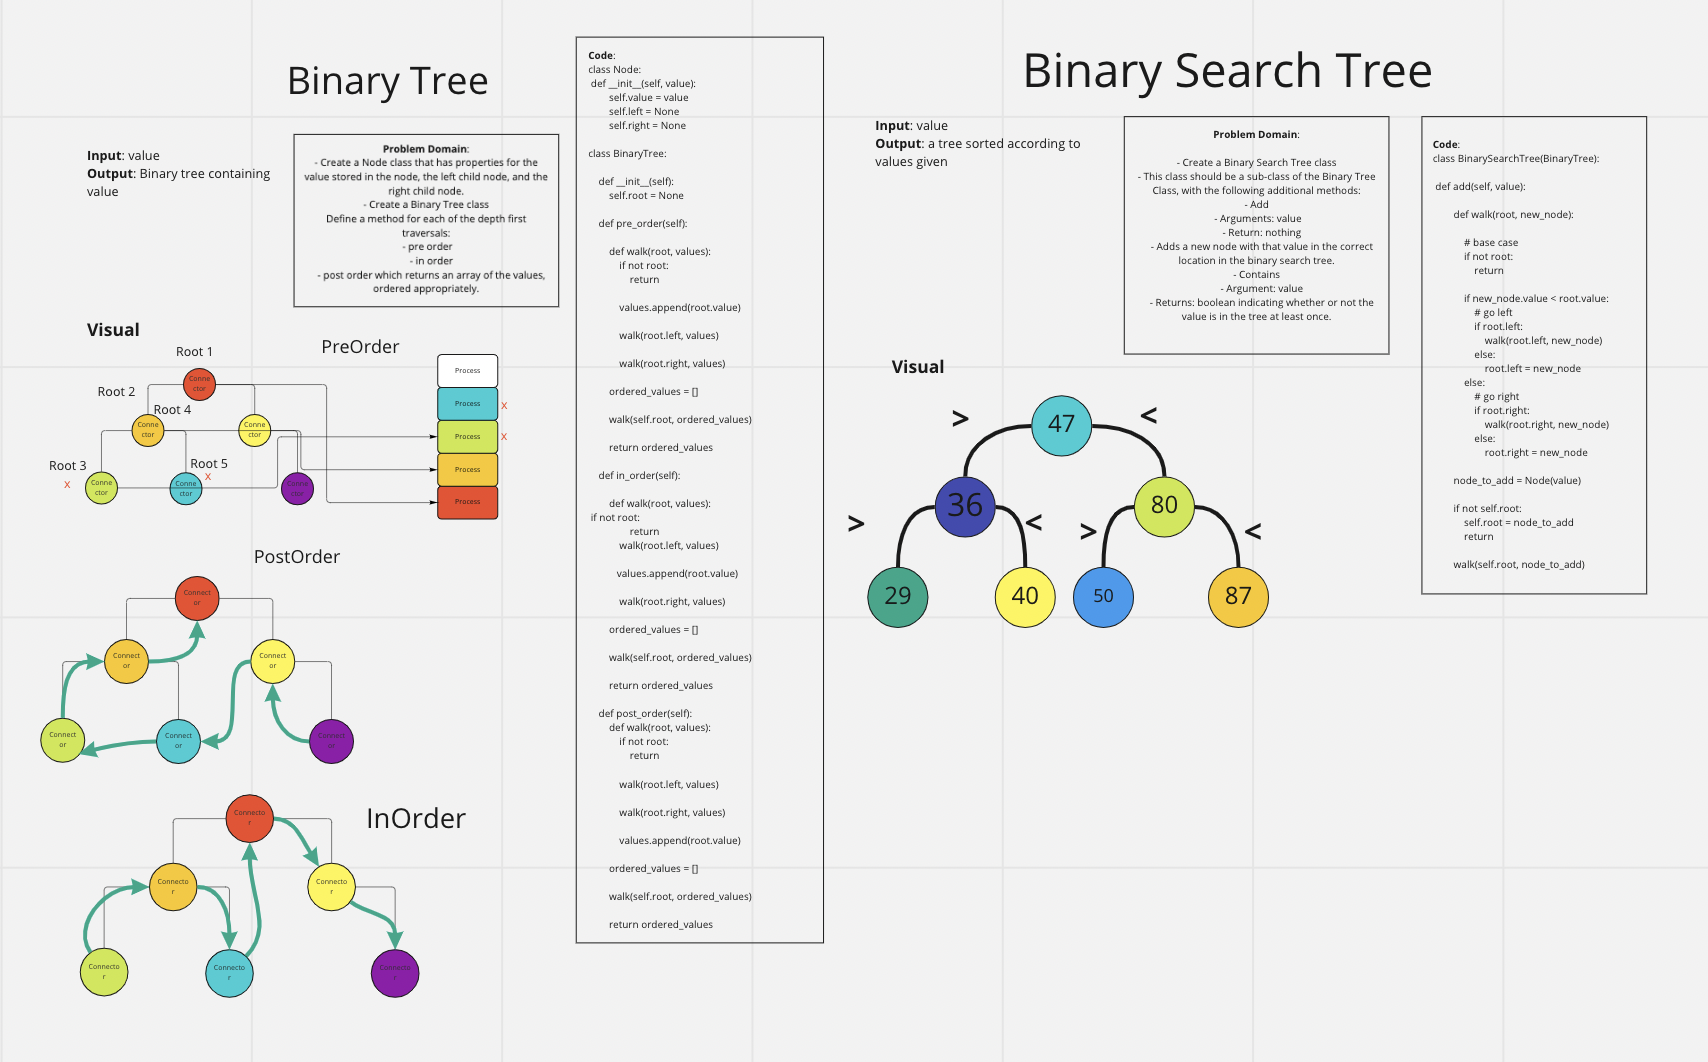 Binary Tree
Input: value
Output: Binary tree containing
value
Problem Domain:
- Create a Node class that has properties for the
value stored in the node, the left child node, and the
right child node.
- Create a Binary Tree class
Define a method for each of the depth first
traversals:
- pre order
- in order
- post order which returns an array of the values,
ordered appropriately.
Visual
PreOrder
Root 1
Root 2
Root 4
Root 3
Root 5
Conne
ctor
Conne
ctor
Conne
ctor
Conne
ctor
Conne
ctor
Conne
ctor
x
x
Process
Process
x
Process
x
Process
Process
PostOrder
Connect
or
Connect
or
Connect
or
Connect
or
Connect
or
Connect
or
InOrder
Connecto
r
Connecto
r
Connecto
r
Connecto
r
Connecto
r
Connecto
r
Code:
class Node:
def __init__(self, value):
self.value = value
self.left = None
self.right = None
class BinaryTree:
def __init__(self):
self.root = None
def pre_order(self):
def walk(root, values):
if not root:
return
values.append(root.value)
walk(root.left, values)
walk(root.right, values)
ordered_values = []
walk(self.root, ordered_values)
return ordered_values
def in_order(self):
def walk(root, values):
if not root:
return
walk(root.left, values)
values.append(root.value)
walk(root.right, values)
ordered_values = []
walk(self.root, ordered_values)
return ordered_values
def post_order(self):
def walk(root, values):
if not root:
return
walk(root.left, values)
walk(root.right, values)
values.append(root.value)
ordered_values = []
walk(self.root, ordered_values)
return ordered_values
Binary Search Tree
Input: value
Output: a tree sorted according to
values given
Problem Domain:
- Create a Binary Search Tree class
- This class should be a sub-class of the Binary Tree
Class, with the following additional methods:
- Add
- Arguments: value
- Return: nothing
- Adds a new node with that value in the correct
location in the binary search tree.
- Contains
- Argument: value
- Returns: boolean indicating whether or not the
value is in the tree at least once.
Visual
> 47 <
36 80
> < > <
29 40 50 87
Code:
class BinarySearchTree(BinaryTree):
def add(self, value):
def walk(root, new_node):
# base case
if not root:
return
if new_node.value < root.value:
# go left
if root.left:
walk(root.left, new_node)
else:
root.left = new_node
else:
# go right
if root.right:
walk(root.right, new_node)
else:
root.right = new_node
node_to_add = Node(value)
if not self.root:
self.root = node_to_add
return
walk(self.root, node_to_add)